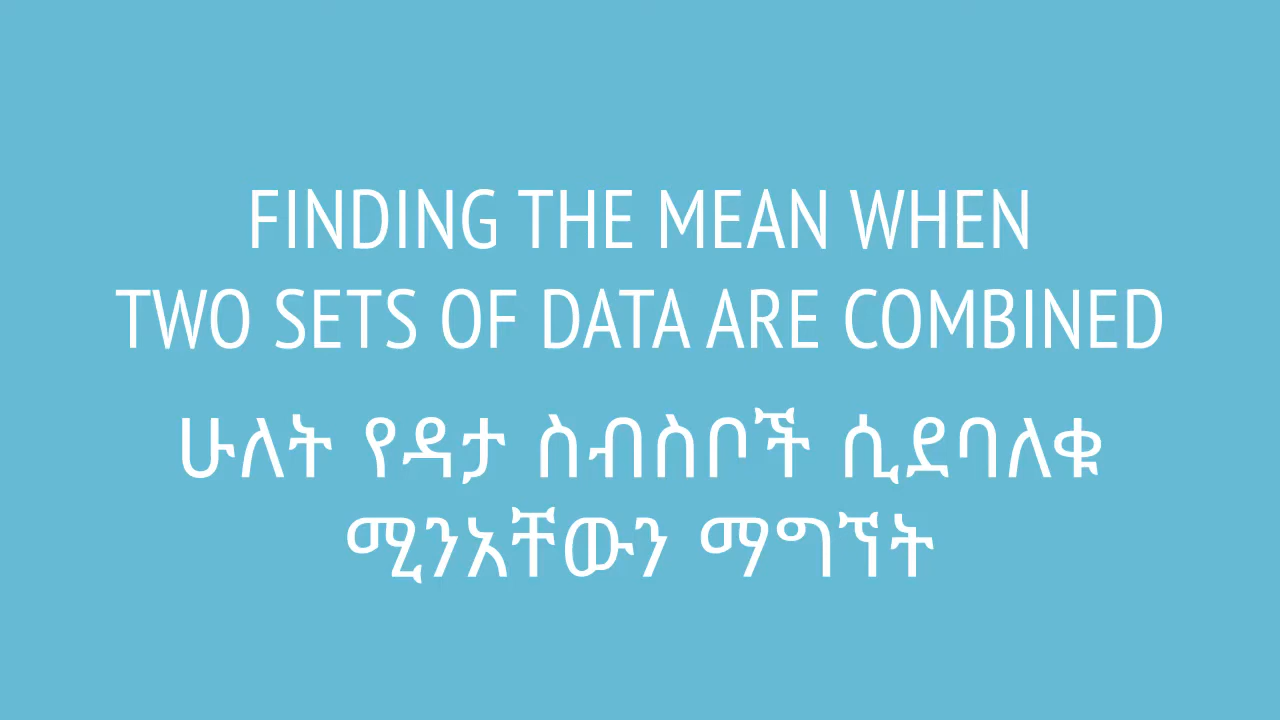 FINDING THE MEAN WHEN
TWO SETS OF DATA ARE COMBINED
ሁለት የዳታ ስብስቦች ሲደባለቁ
ሚንአቸውን ማግኘት